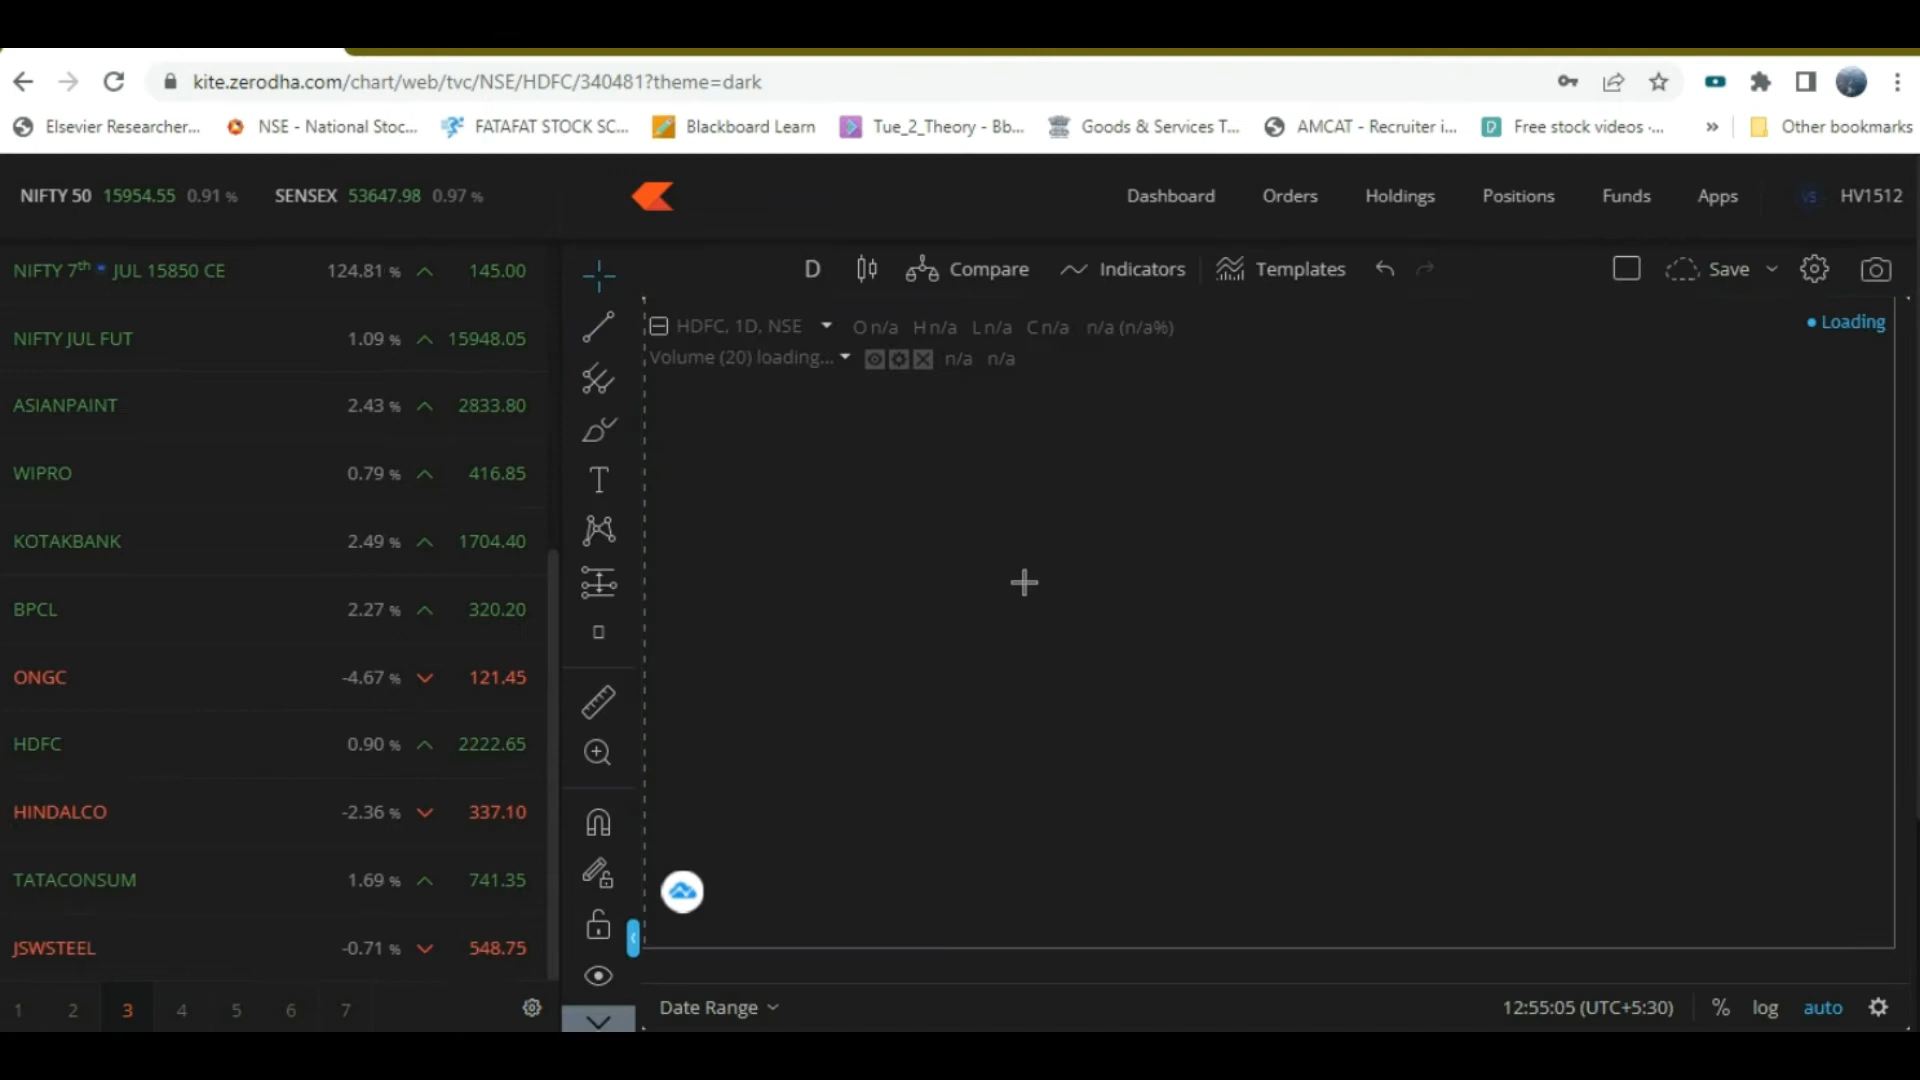 kite.zerodha.com/chart/web/tvc/NSE/HDFC/340481?theme=dark
Elsevier Researcher... NSE - National Stoc... FATAFAT STOCK SC... Blackboard Learn Tue_2_Theory - Bb... Goods & Services T... AMCAT - Recruiter i... Free stock videos -... » Other bookmarks
NIFTY 50 15954.55 0.91 % SENSEX 53647.98 0.97 % Dashboard Orders Holdings Positions Funds Apps VS HV1512
NIFTY 7th JUL 15850 CE 124.81 % 145.00
D Compare Indicators Templates Save
HDFC, 1D, NSE O n/a H n/a L n/a C n/a n/a (n/a%) Loading
Volume (20) loading... n/a n/a
NIFTY JUL FUT 1.09 % 15948.05
ASIANPAINT 2.43 % 2833.80
WIPRO 0.79 % 416.85
KOTAKBANK 2.49 % 1704.40
BPCL 2.27 % 320.20
ONGC -4.67 % 121.45
HDFC 0.90 % 2222.65
HINDALCO -2.36 % 337.10
TATACONSUM 1.69 % 741.35
JSWSTEEL -0.71 % 548.75
1 2 3 4 5 6 7
Date Range 12:55:05 (UTC+5:30) % log auto